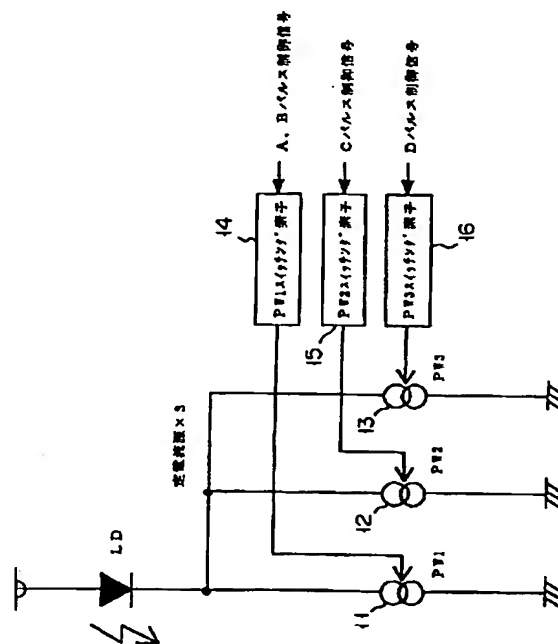 LD
定電流源×3
A、Bパルス制御信号
Cパルス制御信号
Dパルス制御信号
14
PW1スイッチング素子
15
PW2スイッチング素子
16
PW3スイッチング素子
11
PW1
12
PW2
13
PW3